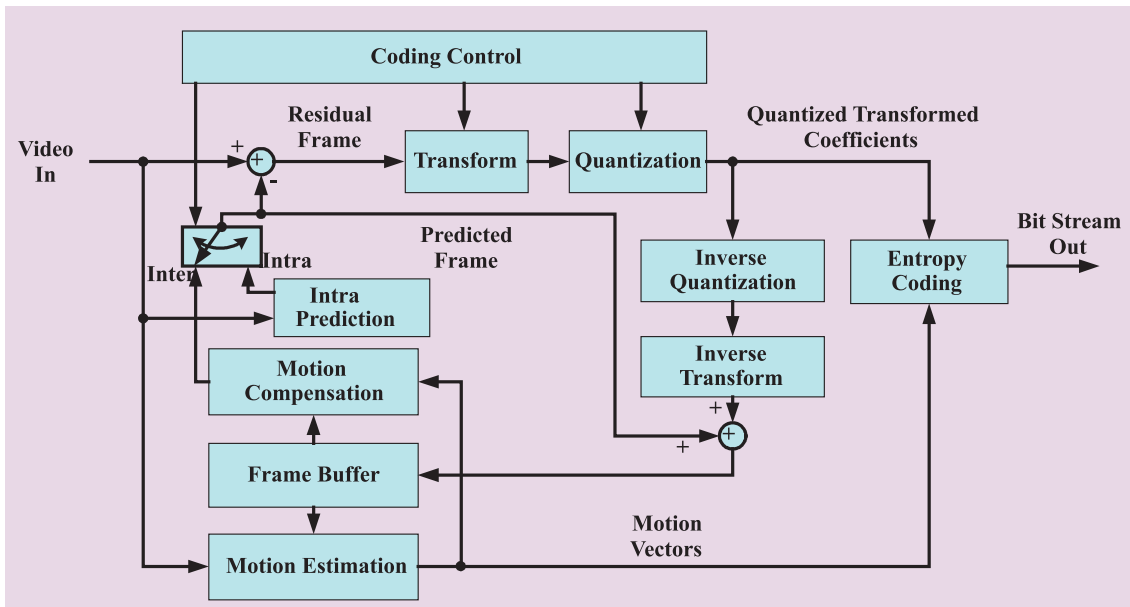 Coding Control
Residual
Frame
Quantized Transformed
Coefficients
Video
In
+
+
-
Transform
Quantization
Predicted
Frame
Bit Stream
Out
Inter
Intra
Inverse
Quantization
Entropy
Coding
Intra
Prediction
Inverse
Transform
Motion
Compensation
+
+
+
Frame Buffer
Motion
Vectors
Motion Estimation